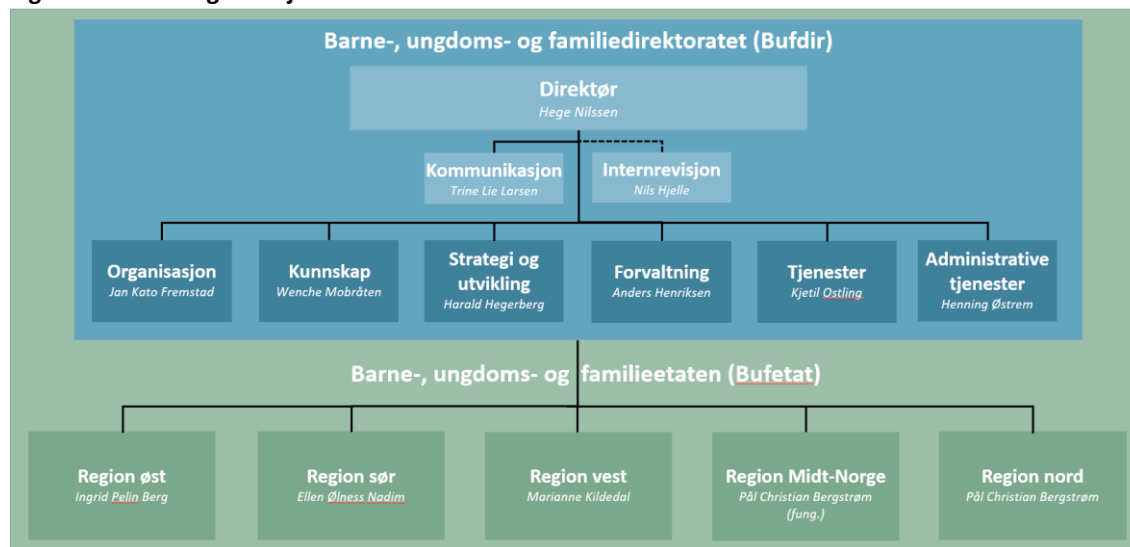 Barne-, ungdoms- og familiedirektoratet (Bufdir)
Direktør
Hege Nilssen
Kommunikasjon
Trine Lie Larsen
Internrevisjon
Nils Hjelle
Organisasjon
Jan Kato Fremstad
Kunnskap
Wenche Mobråten
Strategi og
utvikling
Harald Hegerberg
Forvaltning
Anders Henriksen
Tjenester
Kjetil Ostling
Administrative
tjenester
Henning Østrem
Barne-, ungdoms- og familieetaten (Bufetat)
Region øst
Ingrid Pelin Berg
Region sør
Ellen Ølness Nadim
Region vest
Marianne Kildedal
Region Midt-Norge
Pål Christian Bergstrøm
(fung.)
Region nord
Pål Christian Bergstrøm